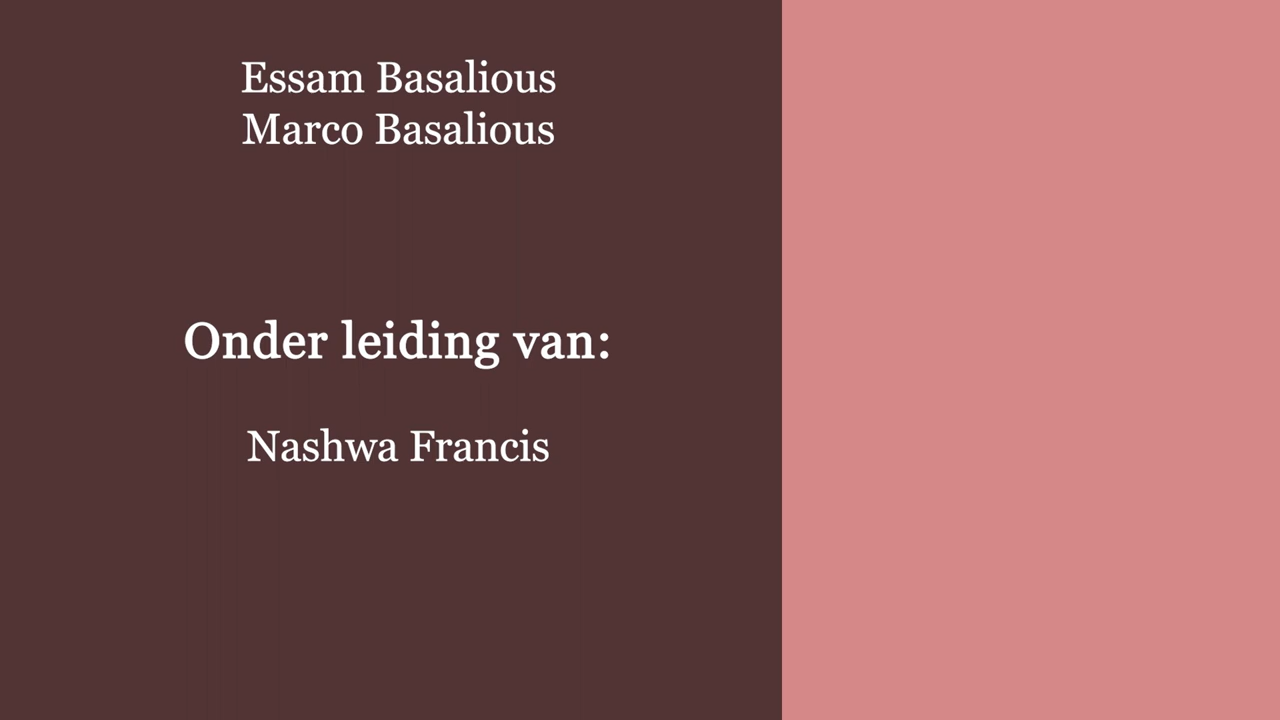 Essam Basalious
Marco Basalious
Onder leiding van:
Nashwa Francis